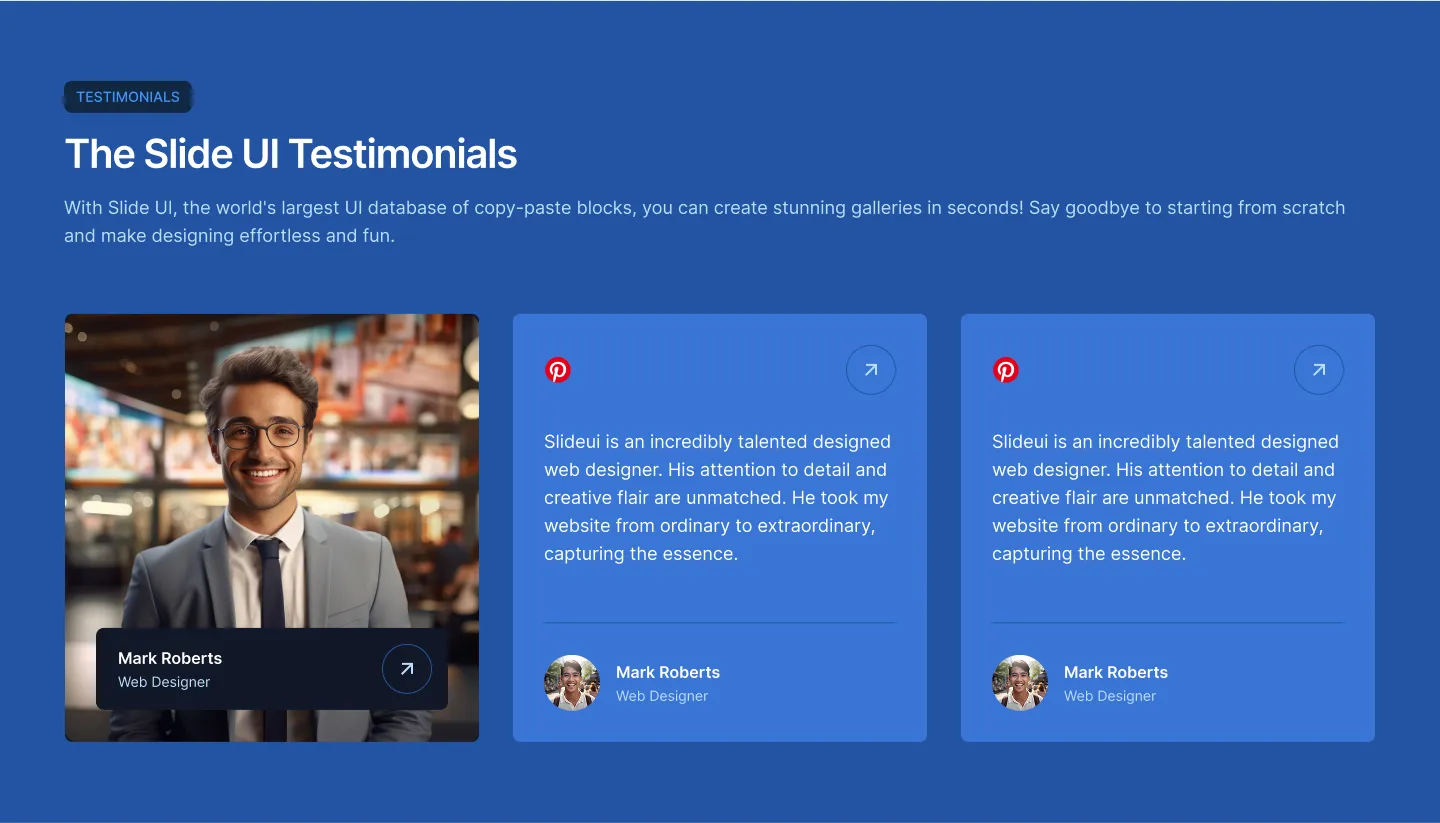 TESTIMONIALS
The Slide UI Testimonials
With Slide UI, the world's largest UI database of copy-paste blocks, you can create stunning galleries in seconds! Say goodbye to starting from scratch
and make designing effortless and fun.
Mark Roberts
Web Designer
Slideui is an incredibly talented designed
web designer. His attention to detail and
creative flair are unmatched. He took my
website from ordinary to extraordinary,
capturing the essence.
Mark Roberts
Web Designer
Slideui is an incredibly talented designed
web designer. His attention to detail and
creative flair are unmatched. He took my
website from ordinary to extraordinary,
capturing the essence.
Mark Roberts
Web Designer